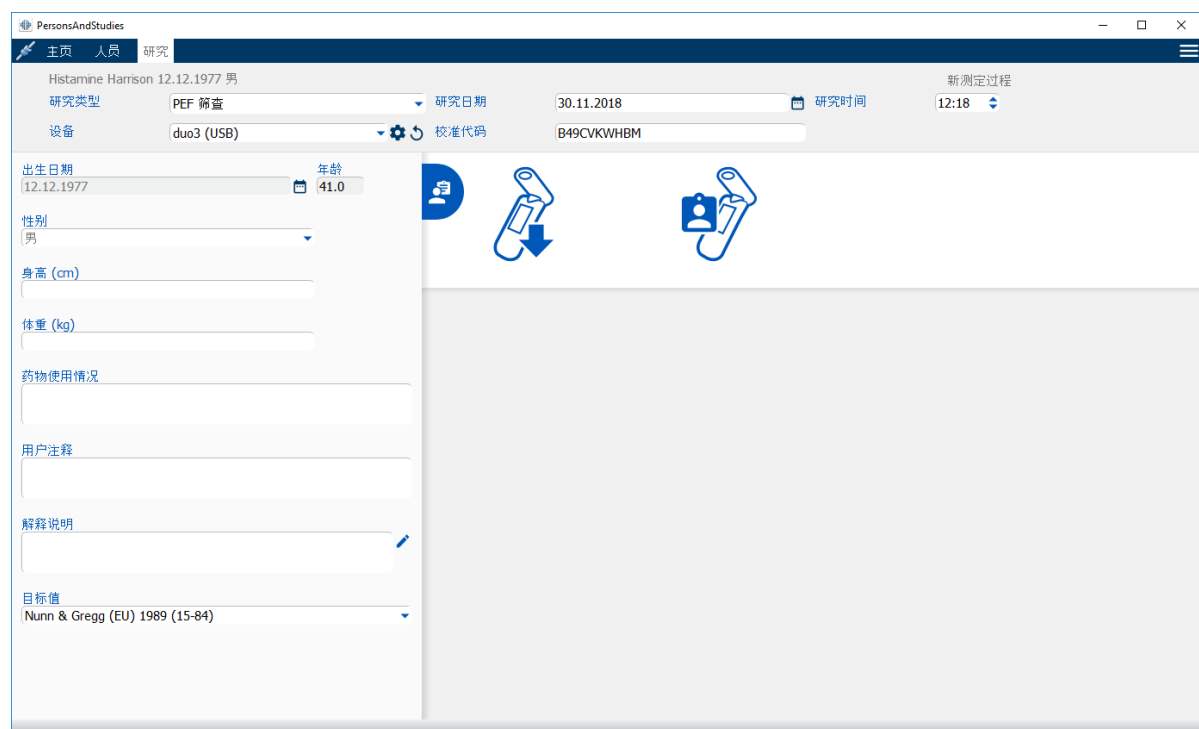 PersonsAndStudies
主页 人员 研究
Histamine Harrison 12.12.1977 男 新测定过程
研究类型 PEF 筛查 研究日期 30.11.2018 研究时间 12:18
设备 duo3 (USB) 校准代码 B49CVKWHBM
出生日期 年龄
12.12.1977 41.0
性别
男
身高 (cm)
体重 (kg)
药物使用情况
用户注释
解释说明
目标值
Nunn & Gregg (EU) 1989 (15-84)